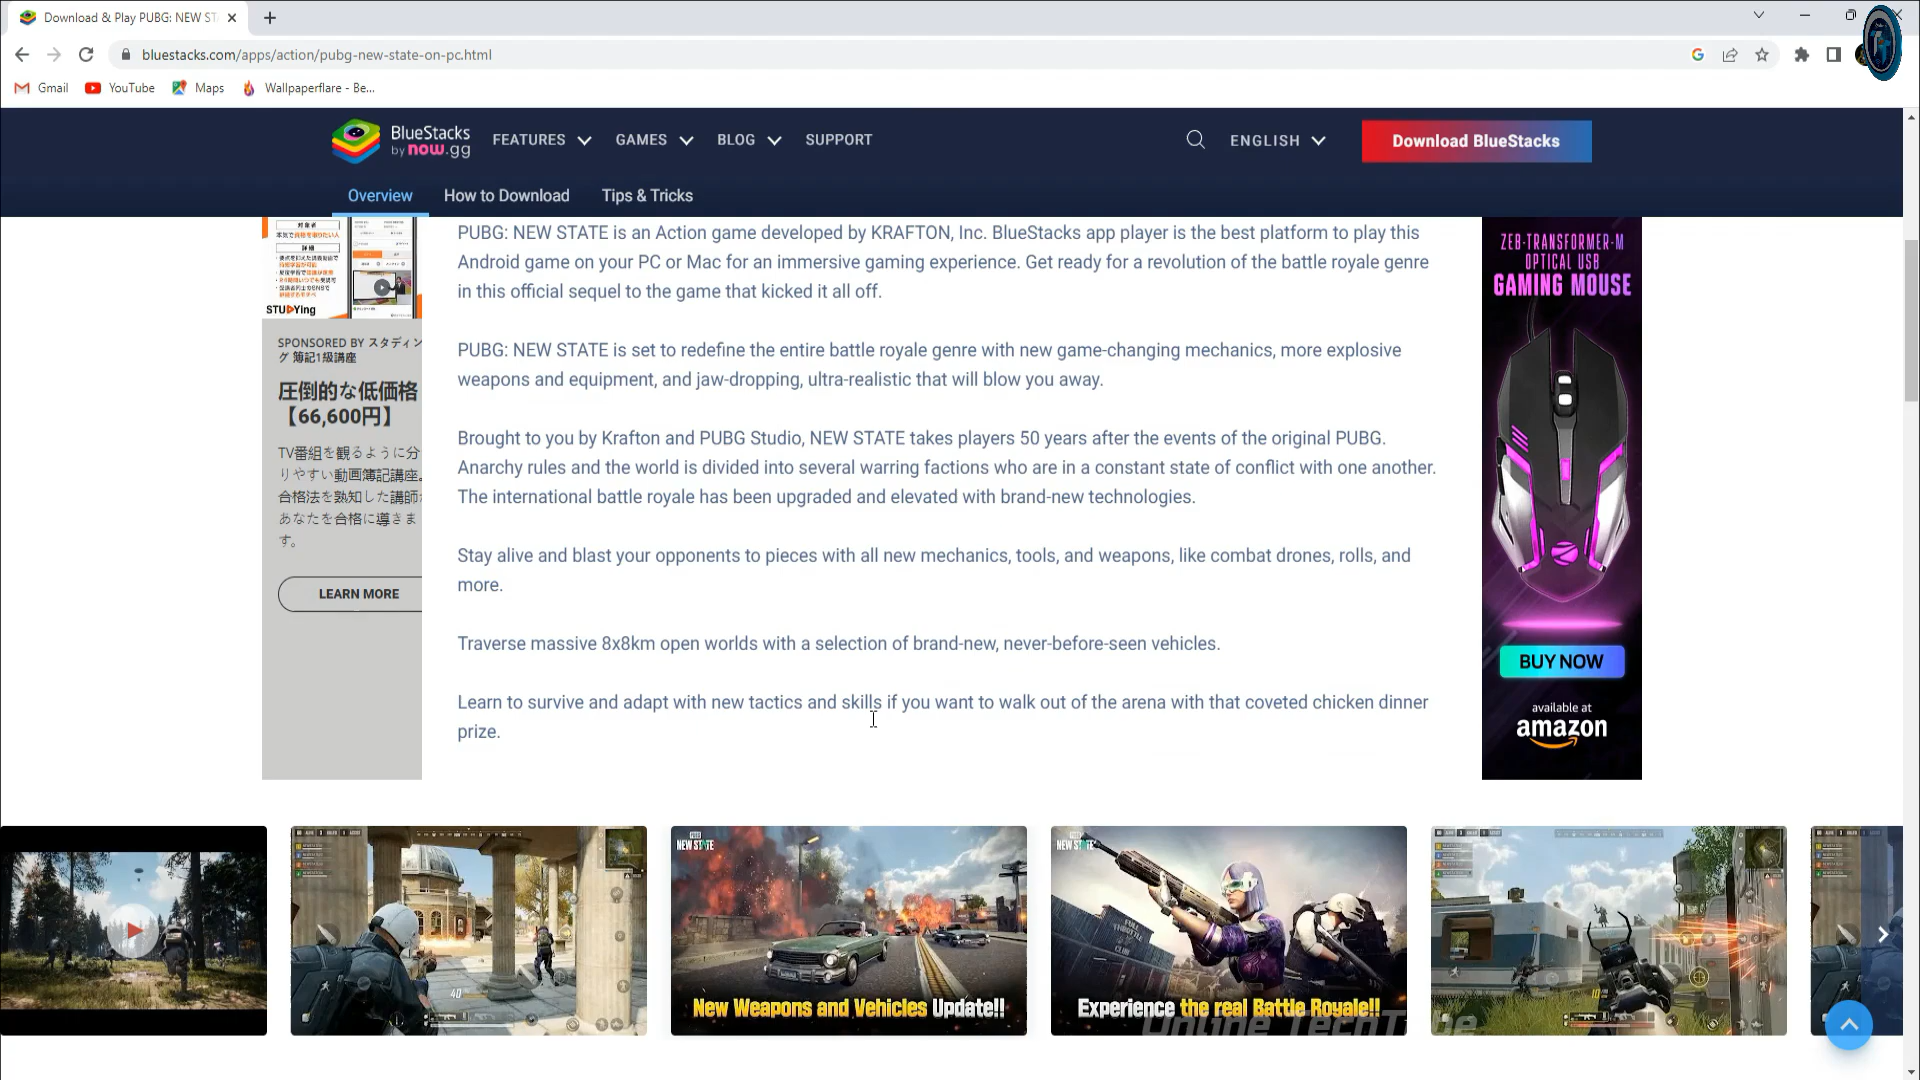 Download & Play PUBG: NEW ST
bluestacks.com/apps/action/pubg-new-state-on-pc.html
Gmail
YouTube
Maps
Wallpaperflare - Be...
BlueStacks
by now.gg
FEATURES
GAMES
BLOG
SUPPORT
ENGLISH
Download BlueStacks
Overview
How to Download
Tips & Tricks
STUDYing
SPONSORED BY スタディン
グ 簿記1級講座
圧倒的な低価格
【66,600円】
TV番組を観るように分
りやすい動画簿記講座。
合格法を熟知した講師
あなたを合格に導きま
す。
LEARN MORE
PUBG: NEW STATE is an Action game developed by KRAFTON, Inc. BlueStacks app player is the best platform to play this
Android game on your PC or Mac for an immersive gaming experience. Get ready for a revolution of the battle royale genre
in this official sequel to the game that kicked it all off.
PUBG: NEW STATE is set to redefine the entire battle royale genre with new game-changing mechanics, more explosive
weapons and equipment, and jaw-dropping, ultra-realistic that will blow you away.
Brought to you by Krafton and PUBG Studio, NEW STATE takes players 50 years after the events of the original PUBG.
Anarchy rules and the world is divided into several warring factions who are in a constant state of conflict with one another.
The international battle royale has been upgraded and elevated with brand-new technologies.
Stay alive and blast your opponents to pieces with all new mechanics, tools, and weapons, like combat drones, rolls, and
more.
Traverse massive 8x8km open worlds with a selection of brand-new, never-before-seen vehicles.
Learn to survive and adapt with new tactics and skills if you want to walk out of the arena with that coveted chicken dinner
prize.
ZEB-TRANSFORMER-M
OPTICAL USB
GAMING MOUSE
BUY NOW
available at
amazon
NEW STATE
New Weapons and Vehicles Update!!
Experience the real Battle Royale!!
Online TechTube